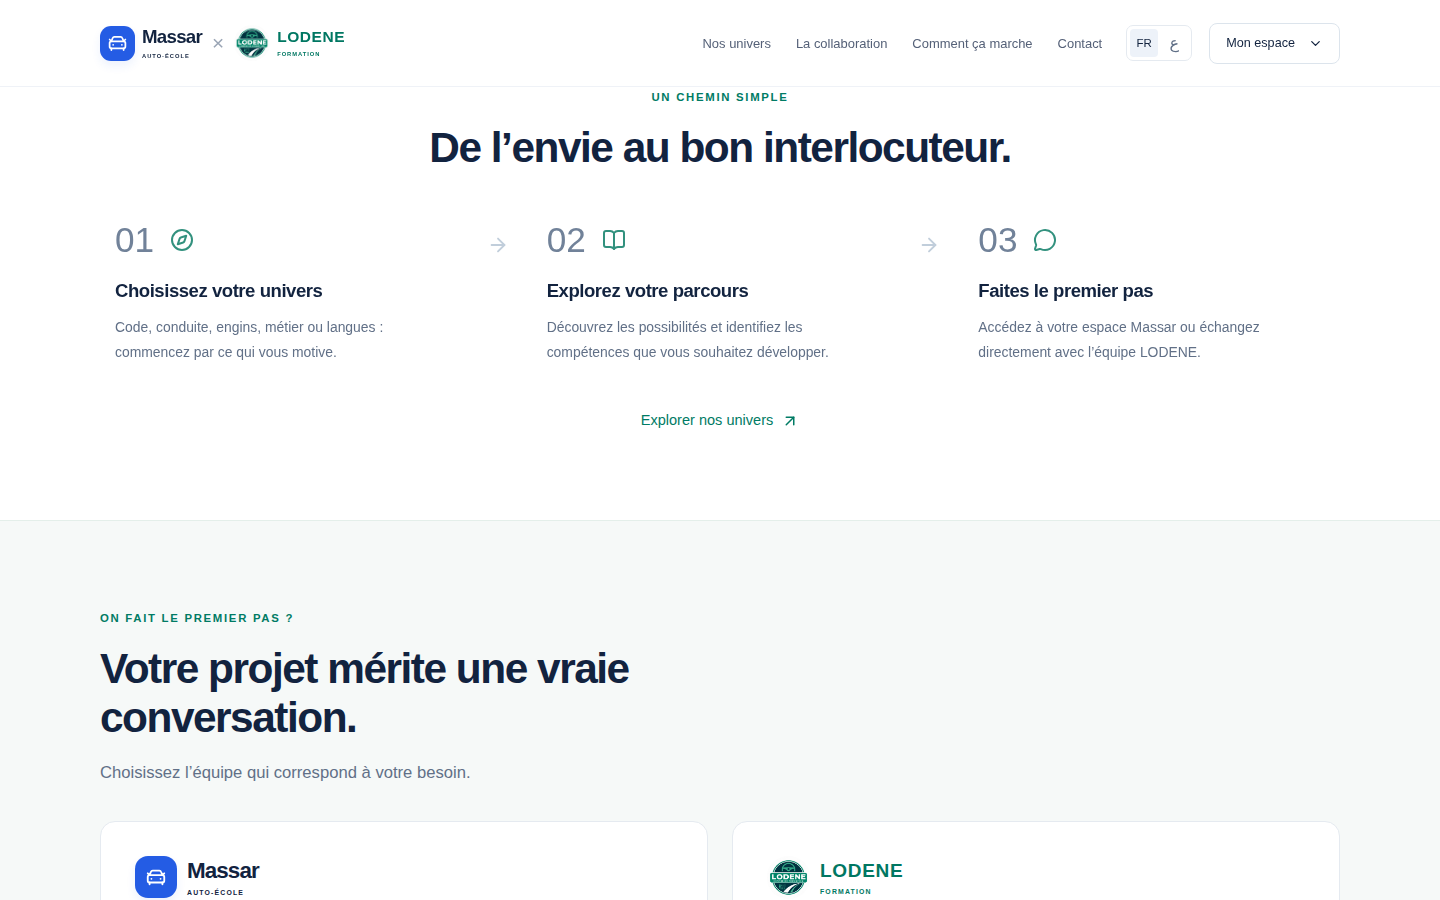 Massar
AUTO-ÉCOLE
×
LODENE
LODENE
FORMATION
Nos univers
La collaboration
Comment ça marche
Contact
FR
ع
Mon espace
UN CHEMIN SIMPLE
De l’envie au bon interlocuteur.
01
Choisissez votre univers
Code, conduite, engins, métier ou langues :
commencez par ce qui vous motive.
02
Explorez votre parcours
Découvrez les possibilités et identifiez les
compétences que vous souhaitez développer.
03
Faites le premier pas
Accédez à votre espace Massar ou échangez
directement avec l’équipe LODENE.
Explorer nos univers
ON FAIT LE PREMIER PAS ?
Votre projet mérite une vraie
conversation.
Choisissez l’équipe qui correspond à votre besoin.
Massar
AUTO-ÉCOLE
LODENE
LODENE
FORMATION